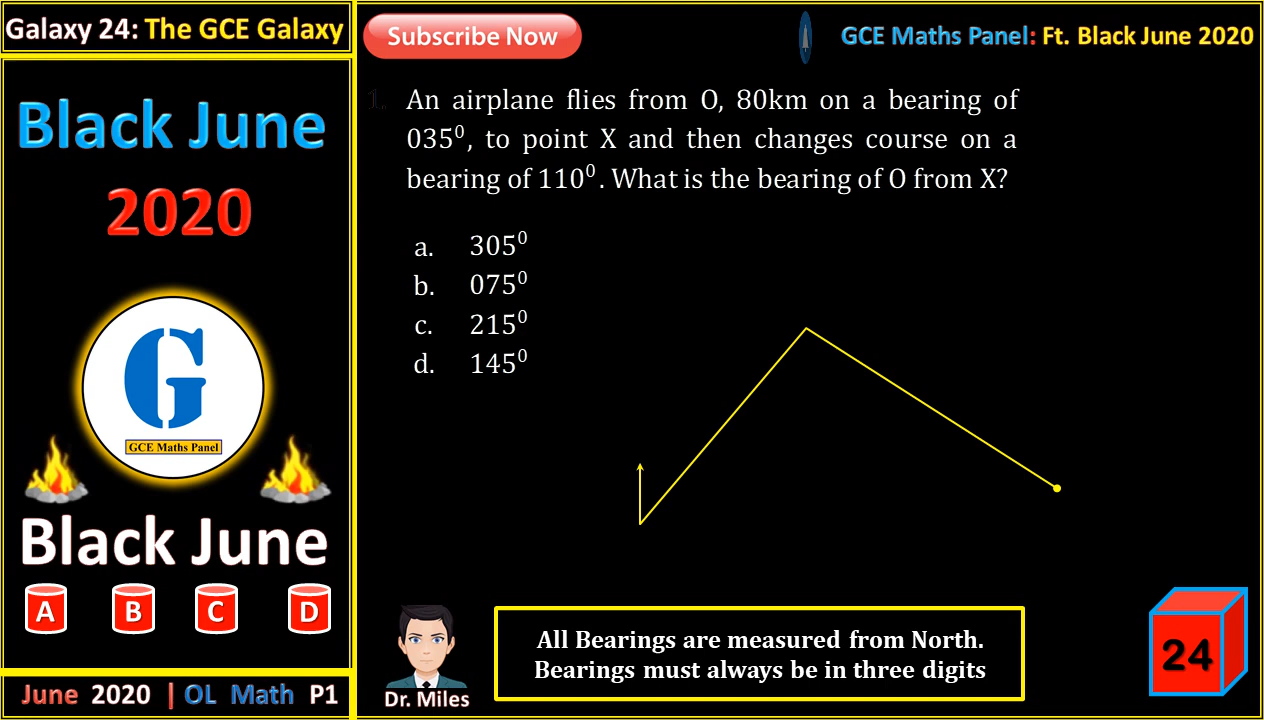 Galaxy 24: The GCE Galaxy
Subscribe Now
GCE Maths Panel: Ft. Black June 2020
Black June
2020
G
GCE Maths Panel
Black June
A B C D
June 2020 | OL Math P1
1. An airplane flies from O, 80km on a bearing of
035⁰, to point X and then changes course on a
bearing of 110⁰. What is the bearing of O from X?
a. 305⁰
b. 075⁰
c. 215⁰
d. 145⁰
Dr. Miles
All Bearings are measured from North.
Bearings must always be in three digits
24